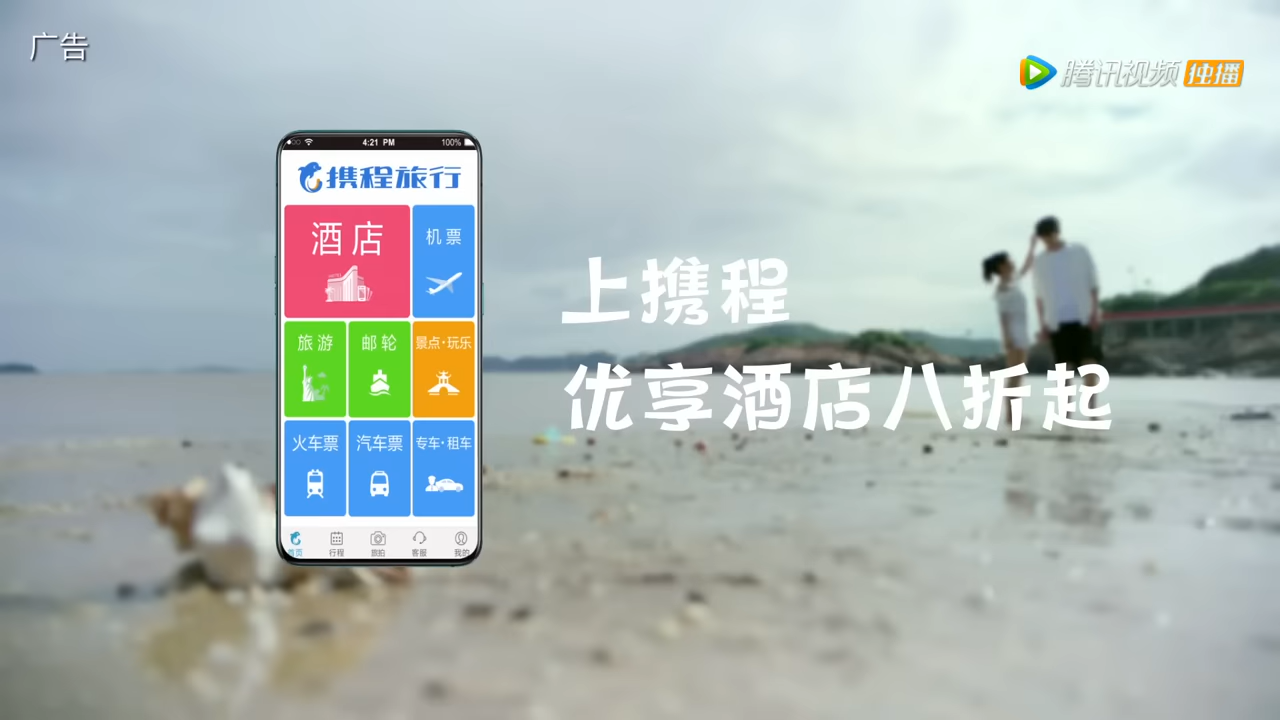 广告
腾讯视频 独播
4:21 PM
100%
携程旅行
酒店
机票
旅游
邮轮
景点·玩乐
火车票
汽车票
专车·租车
首页
行程
旅拍
客服
我的
上携程
优享酒店八折起